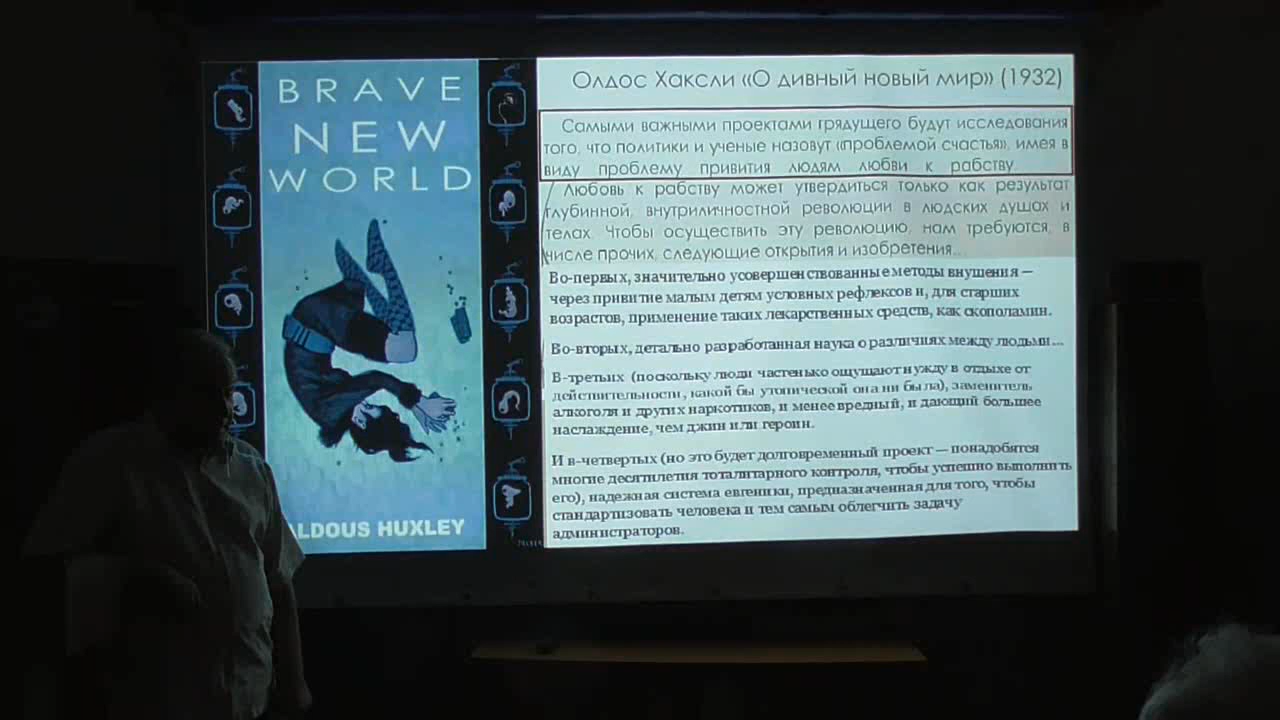 BRAVE
NEW
WORLD
ALDOUS HUXLEY
Олдос Хаксли «О дивный новый мир» (1932)
Самыми важными проектами грядущего будут исследования
того, что политики и ученые назовут «проблемой счастья», имея в
виду проблему привития людям любви к рабству
Любовь к рабству может утвердиться только как результат
глубинной, внутриличностной революции в людских душах и
телах. Чтобы осуществить эту революцию, нам требуются, в
числе прочих, следующие открытия и изобретения...
Во-первых, значительно усовершенствованные методы внушения —
через привитие малым детям условных рефлексов и, для старших
возрастов, применение таких лекарственных средств, как скополамин.
Во-вторых, детально разработанная наука о различиях между людьми...
В-третьих (поскольку люди частенько ощущают нужду в отдыхе от
действительности, какой бы утопической она ни была), заменитель
алкоголя и других наркотиков, и менее вредный, и дающий большее
наслаждение, чем джин или героин.
И в-четвертых (но это будет долговременный проект — понадобятся
многие десятилетия тоталитарного контроля, чтобы успешно выполнить
его), надежная система евгеники, предназначенная для того, чтобы
стандартизовать человека и тем самым облегчить задачу
администраторов.